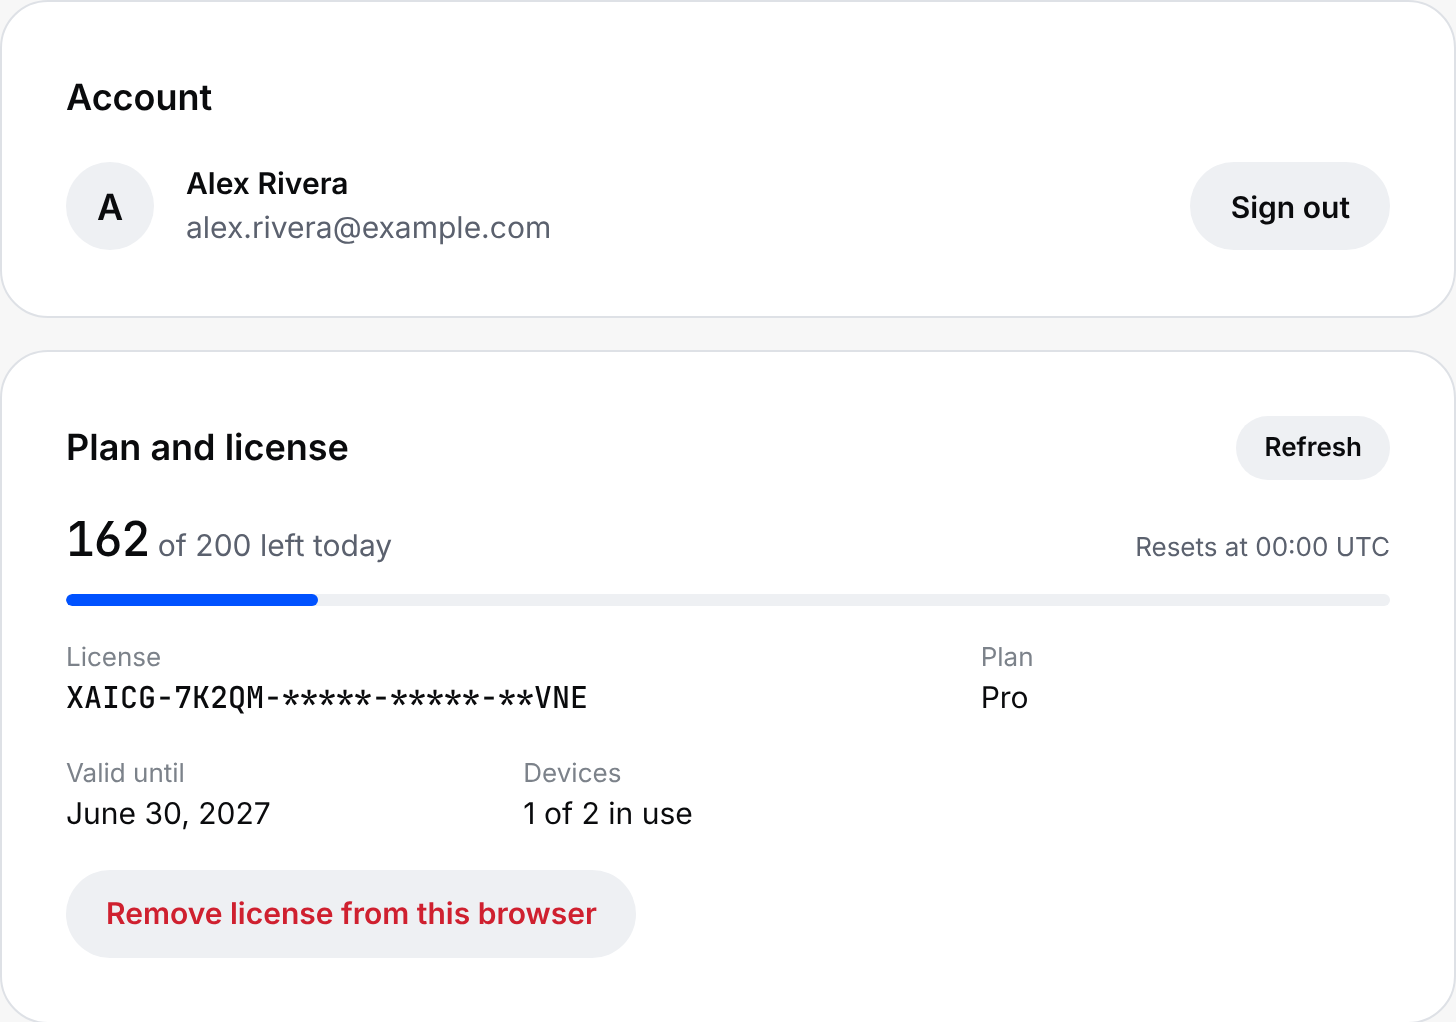 Account
A
Alex Rivera
alex.rivera@example.com
Sign out
Plan and license
Refresh
162 of 200 left today
Resets at 00:00 UTC
License
XAICG-7K2QM-*****-*****-**VNE
Plan
Pro
Valid until
June 30, 2027
Devices
1 of 2 in use
Remove license from this browser